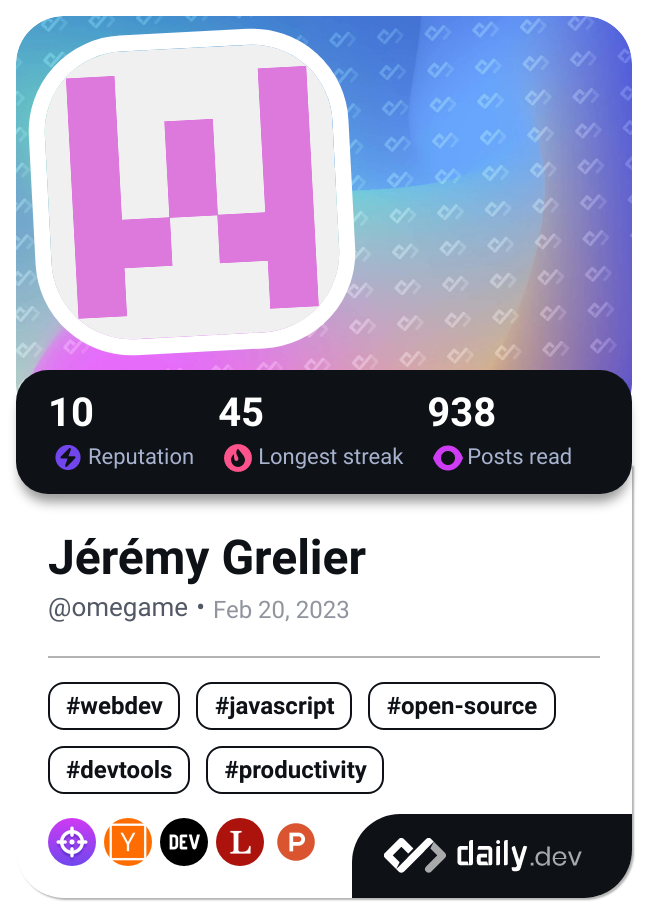 10 45 938
Reputation Longest streak Posts read
Jérémy Grelier
@omegame • Feb 20, 2023
#webdev #javascript #open-source
#devtools #productivity
Y DEV L P
daily.dev